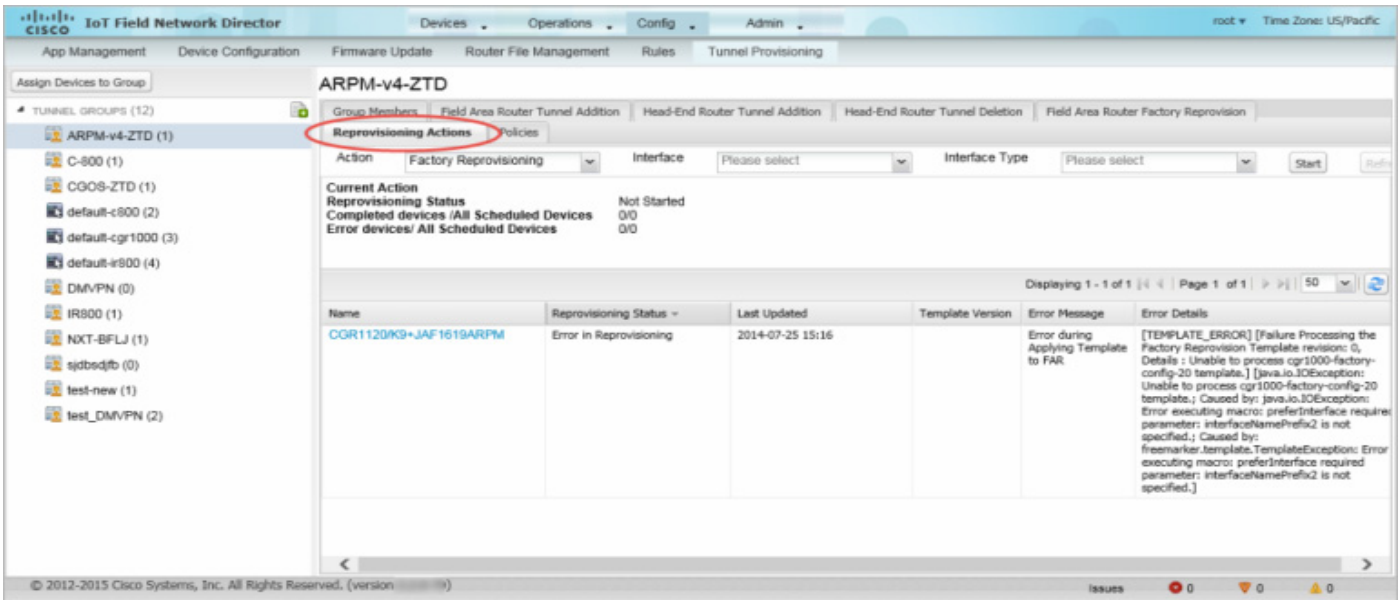 CISCO
IoT Field Network Director
Devices
Operations
Config
Admin
root
Time Zone: US/Pacific
App Management
Device Configuration
Firmware Update
Router File Management
Rules
Tunnel Provisioning
Assign Devices to Group
TUNNEL GROUPS (12)
ARPM-v4-ZTD (1)
C-800 (1)
CGOS-ZTD (1)
default-c800 (2)
default-cgr1000 (3)
default-ir800 (4)
DMVPN (0)
IR800 (1)
NXT-BFLJ (1)
sjdbsdjfb (0)
test-new (1)
test_DMVPN (2)
ARPM-v4-ZTD
Group Members
Field Area Router Tunnel Addition
Head-End Router Tunnel Addition
Head-End Router Tunnel Deletion
Field Area Router Factory Reprovision
Reprovisioning Actions
Policies
Action
Factory Reprovisioning
Interface
Please select
Interface Type
Please select
Start
Current Action
Reprovisioning Status Not Started
Completed devices /All Scheduled Devices 0/0
Error devices/ All Scheduled Devices 0/0
Displaying 1 - 1 of 1
Page 1 of 1
50
Name
Reprovisioning Status
Last Updated
Template Version
Error Message
Error Details
CGR1120/K9+JAF1619ARPM
Error in Reprovisioning
2014-07-25 15:16
Error during
Applying Template
to FAR
[TEMPLATE_ERROR] [Failure Processing the
Factory Reprovision Template revision: 0,
Details : Unable to process cgr1000-factory-
config-20 template.] [java.io.IOException:
Unable to process cgr1000-factory-config-20
template.; Caused by: java.io.IOException:
Error executing macro: preferInterface require
parameter: interfaceNamePrefix2 is not
specified.; Caused by:
freemarker.template.TemplateException: Error
executing macro: preferInterface required
parameter: interfaceNamePrefix2 is not
specified.]
© 2012-2015 Cisco Systems, Inc. All Rights Reserved. (version )
Issues
0
0
0